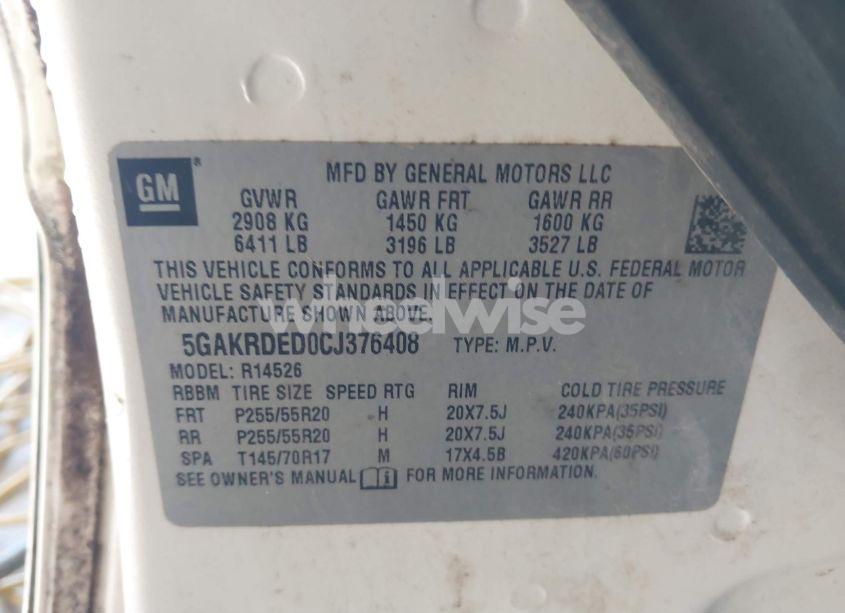 GM®
MFD BY GENERAL MOTORS LLC
GVWR GAWR FRT GAWR RR
2908 KG 1450 KG 1600 KG
6411 LB 3196 LB 3527 LB
THIS VEHICLE CONFORMS TO ALL APPLICABLE U.S. FEDERAL MOTOR
VEHICLE SAFETY STANDARDS IN EFFECT ON THE DATE OF
MANUFACTURE SHOWN ABOVE.
wheelwise
5GAKRDED0CJ376408 TYPE: M.P.V.
MODEL: R14526
RBBM TIRE SIZE SPEED RTG RIM COLD TIRE PRESSURE
FRT P255/55R20 H 20X7.5J 240KPA(35PSI)
RR P255/55R20 H 20X7.5J 240KPA(35PSI)
SPA T145/70R17 M 17X4.5B 420KPA(60PSI)
SEE OWNER'S MANUAL FOR MORE INFORMATION.